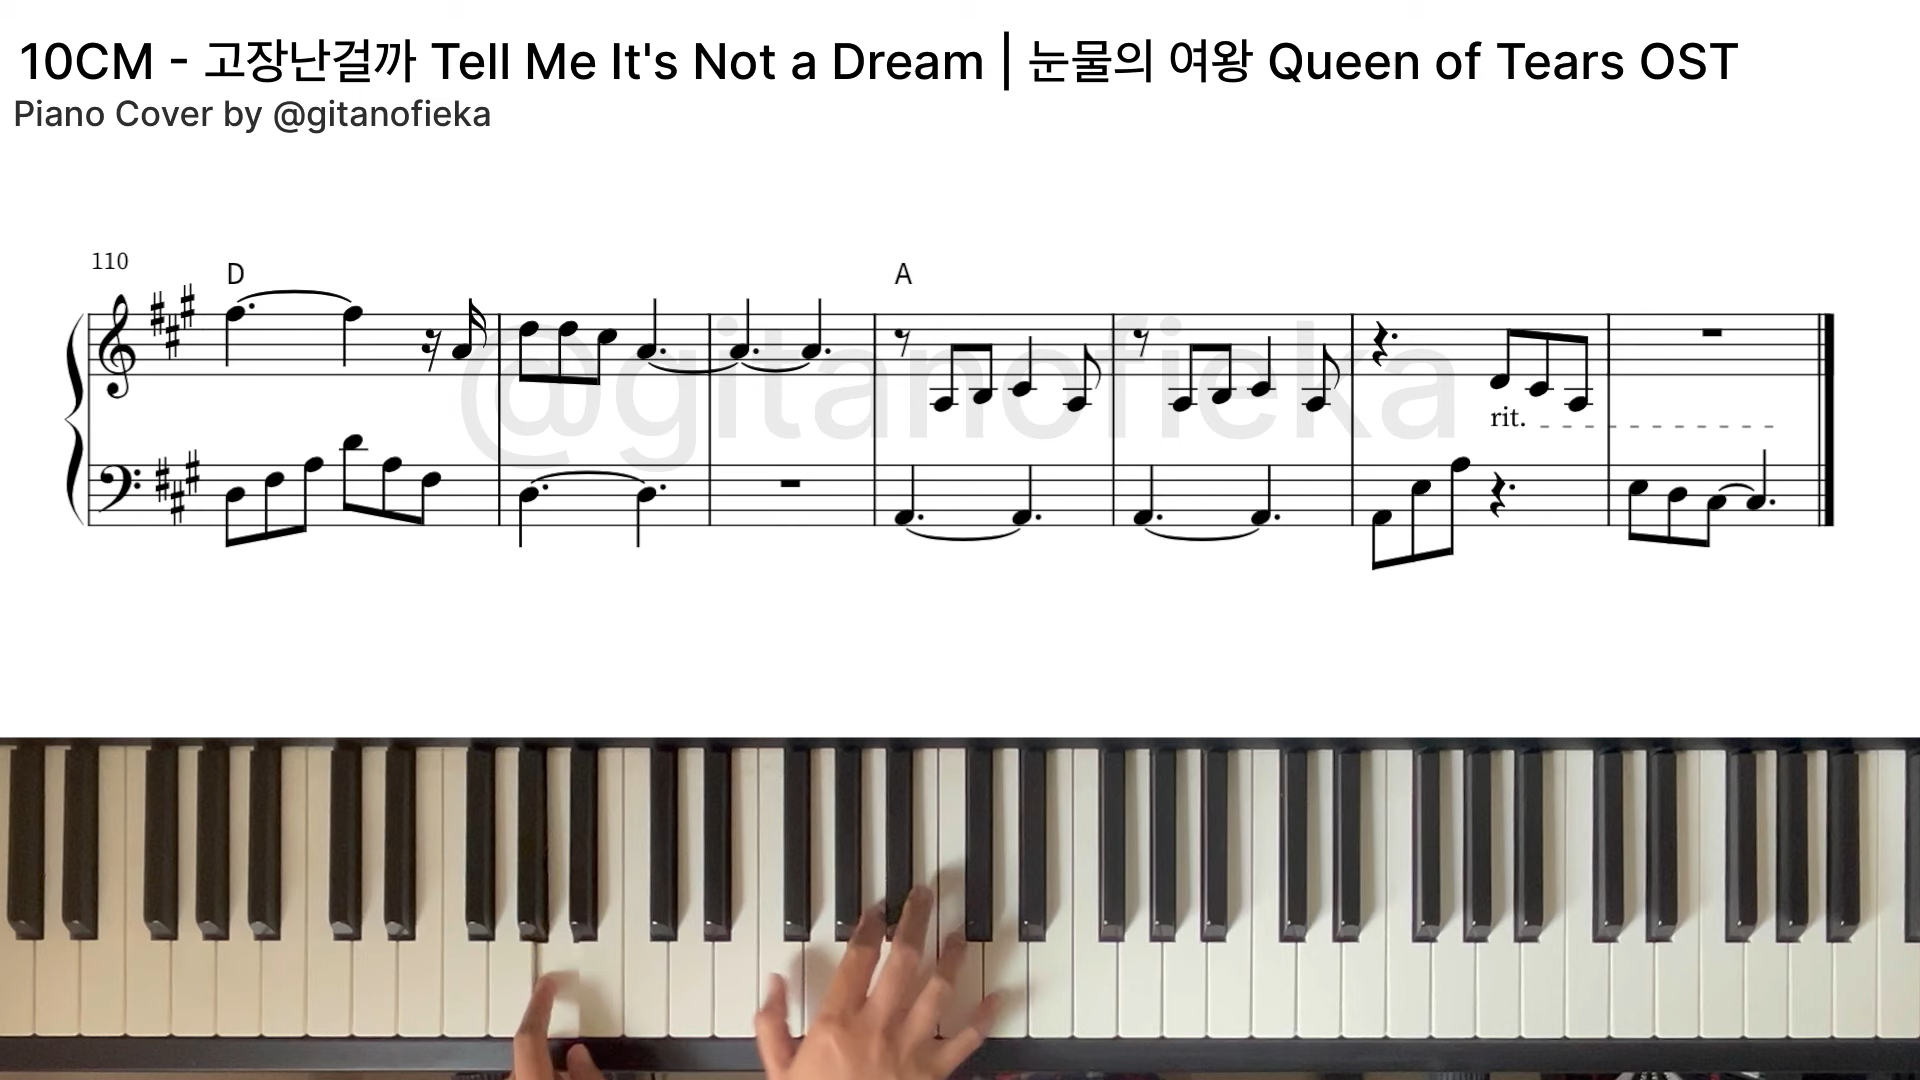 10CM - 고장난걸까 Tell Me It's Not a Dream | 눈물의 여왕 Queen of Tears OST
Piano Cover by @gitanofieka
110
D
A
@gitanofieka
rit.